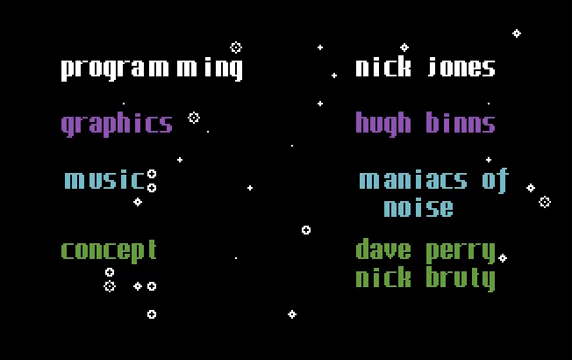 programming nick jones
graphics hugh binns
music maniacs of
noise
concept dave perry
nick bruty